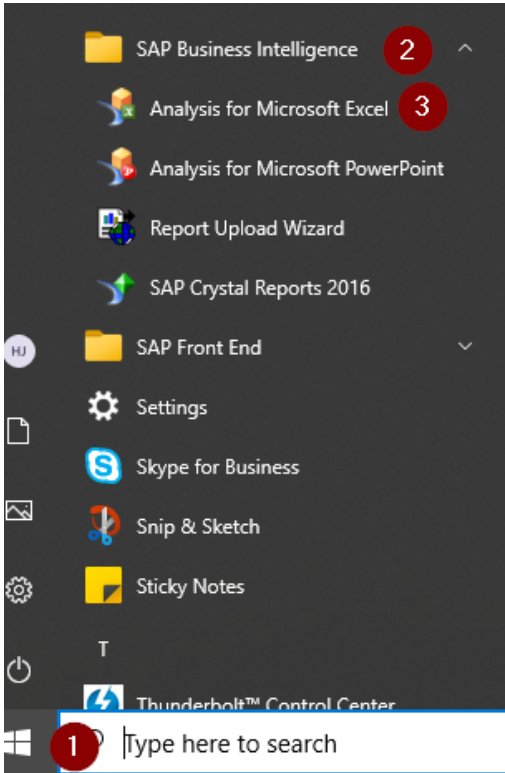 SAP Business Intelligence 2
Analysis for Microsoft Excel 3
Analysis for Microsoft PowerPoint
Report Upload Wizard
SAP Crystal Reports 2016
HJ SAP Front End
Settings
Skype for Business
Snip & Sketch
Sticky Notes
T
Thunderbolt™ Control Center
1 Type here to search